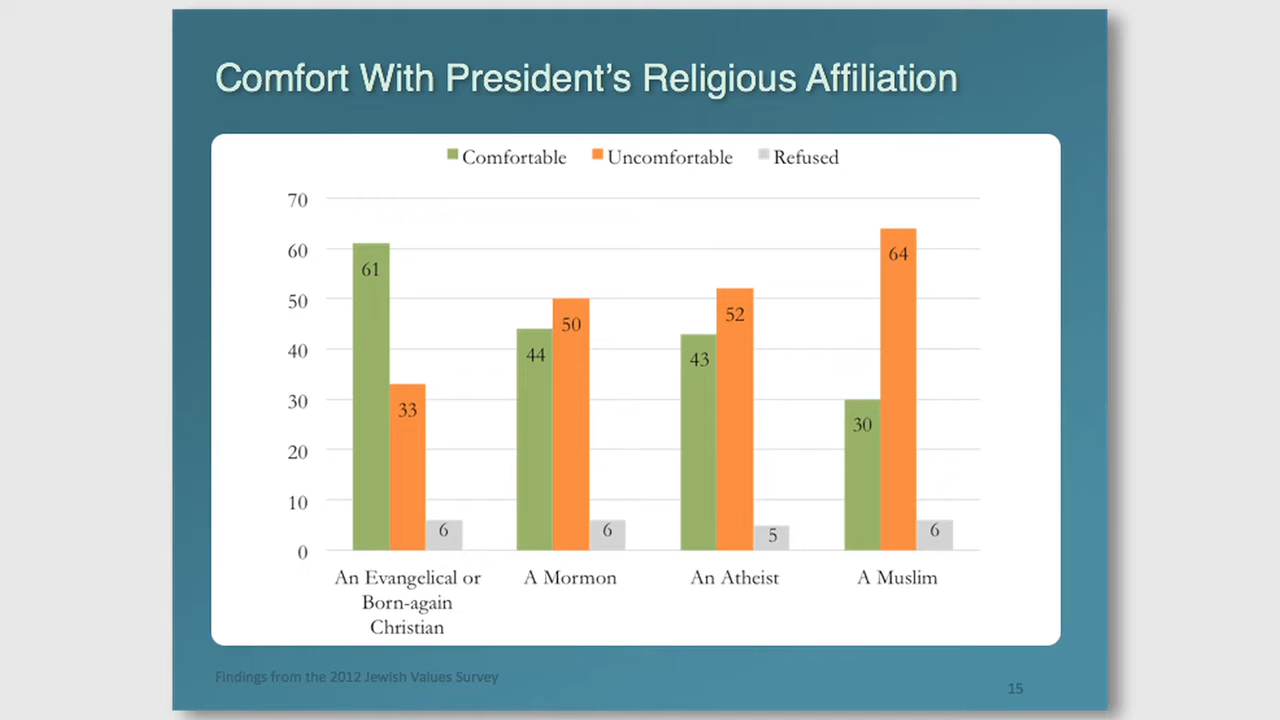 Comfort With President's Religious Affiliation
Comfortable Uncomfortable Refused
70
60
50
40
30
20
10
0
61
33
6
44
50
6
43
52
5
30
64
6
An Evangelical or
Born-again
Christian
A Mormon
An Atheist
A Muslim
Findings from the 2012 Jewish Values Survey
15